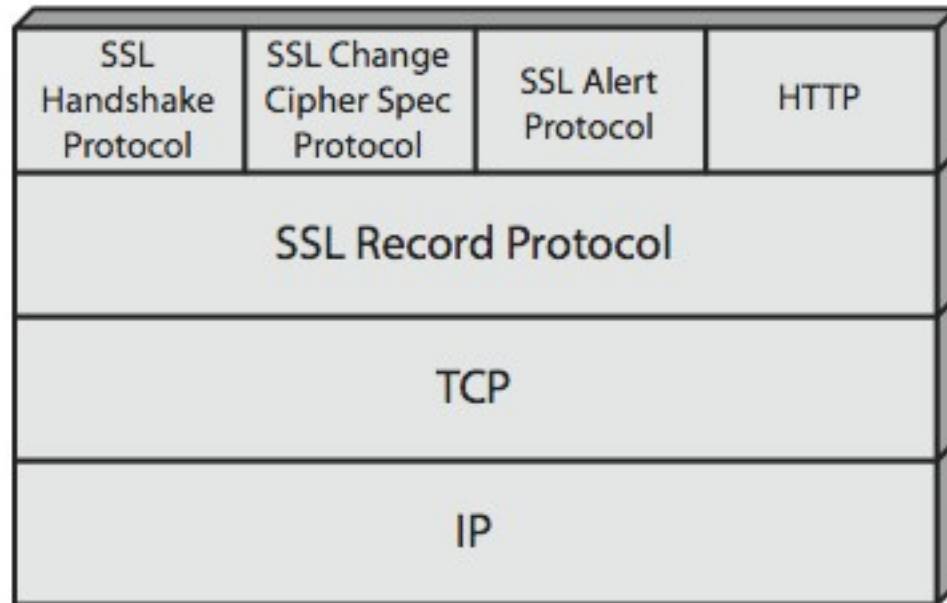 SSL
Handshake
Protocol
SSL Change
Cipher Spec
Protocol
SSL Alert
Protocol
HTTP
SSL Record Protocol
TCP
IP